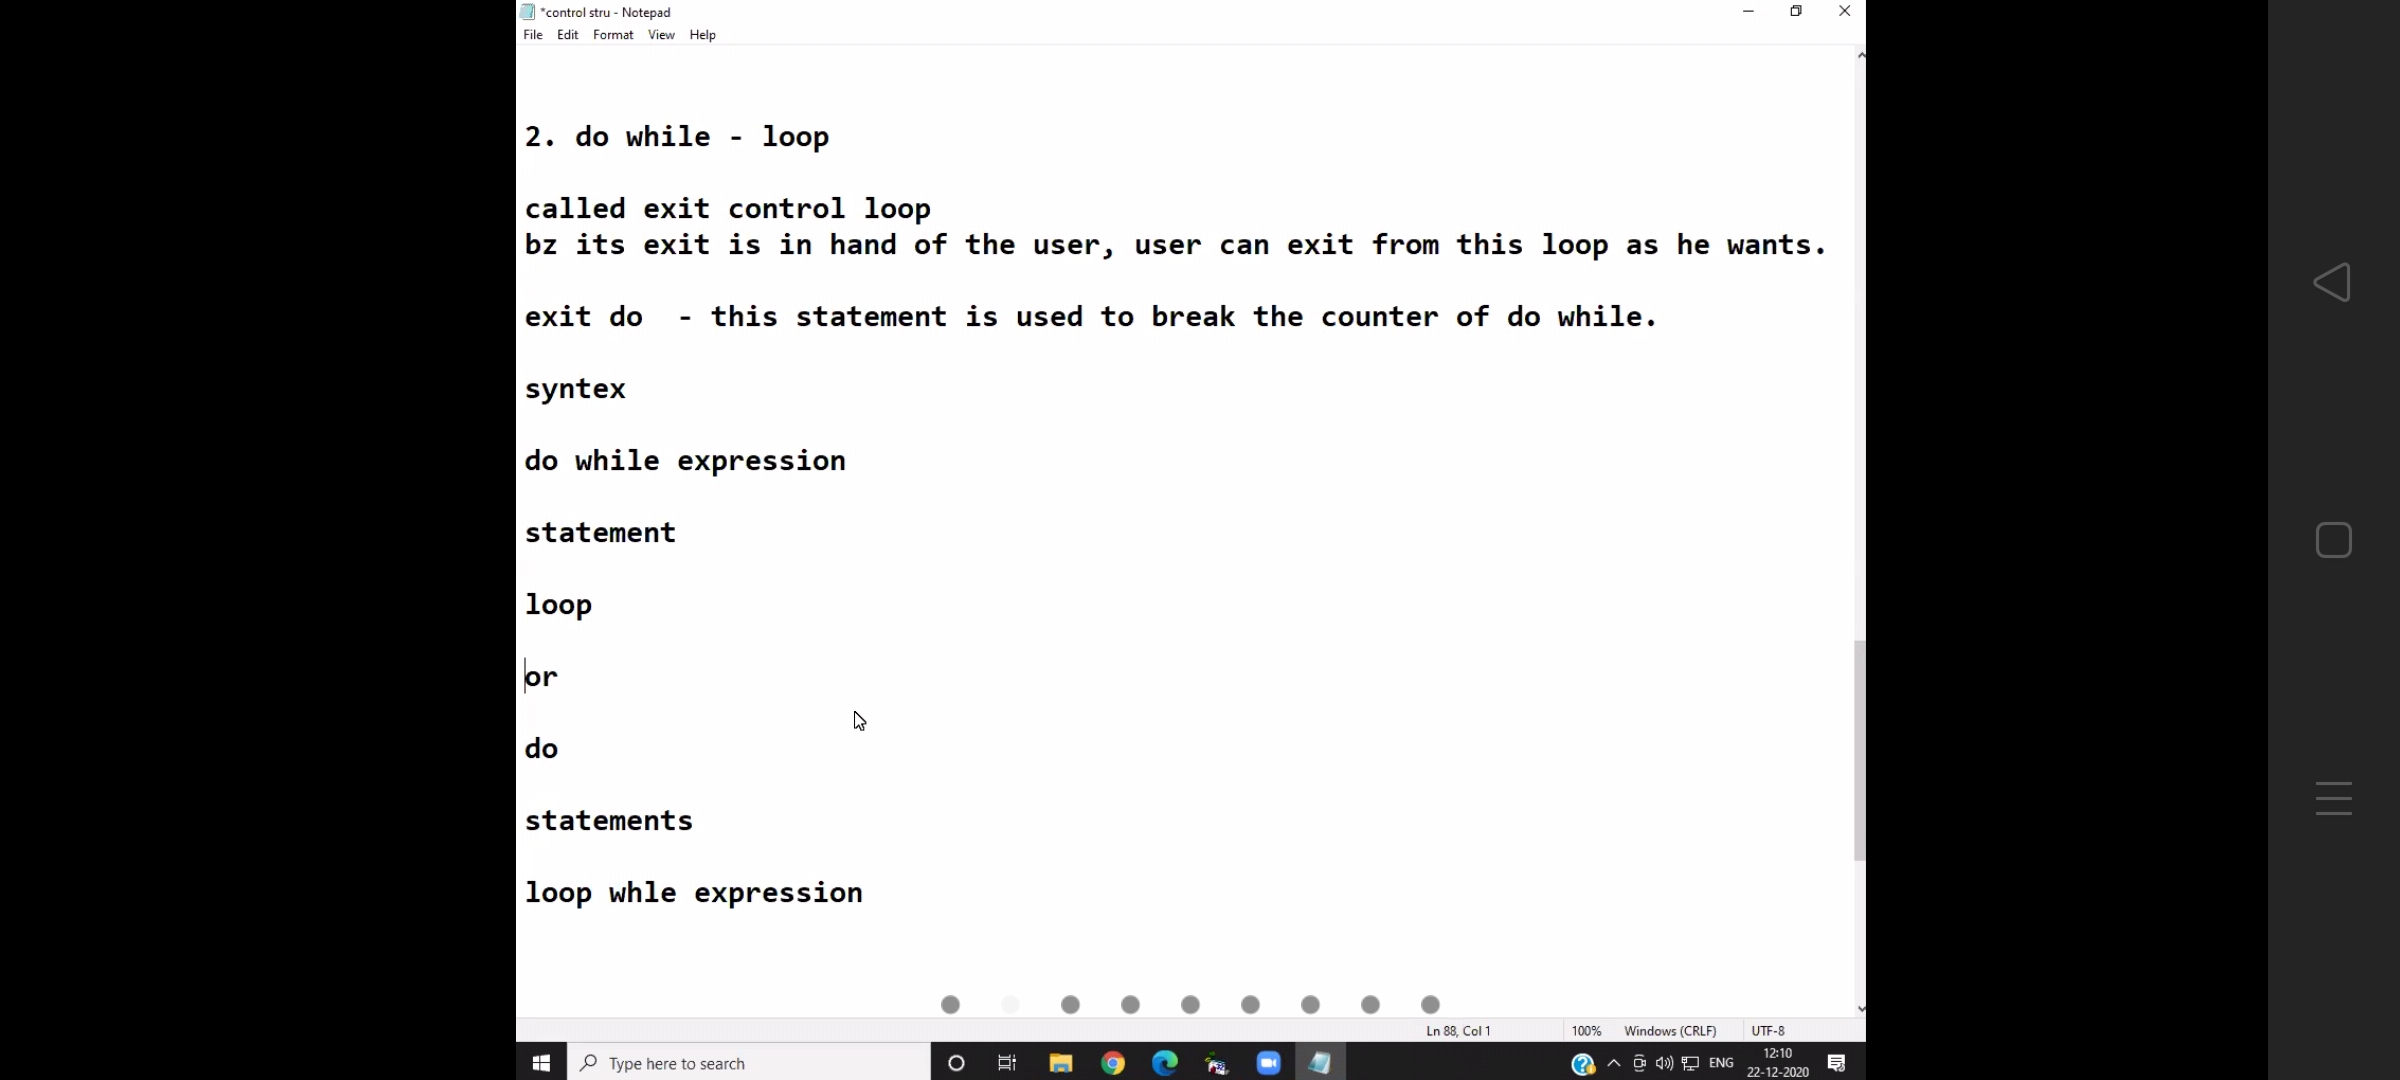 *control stru - Notepad
File Edit Format View Help
2. do while - loop
called exit control loop
bz its exit is in hand of the user, user can exit from this loop as he wants.
exit do  - this statement is used to break the counter of do while.
syntex
do while expression
statement
loop
or
do
statements
loop whle expression
Ln 88, Col 1 100% Windows (CRLF) UTF-8
Type here to search
ENG
12:10
22-12-2020